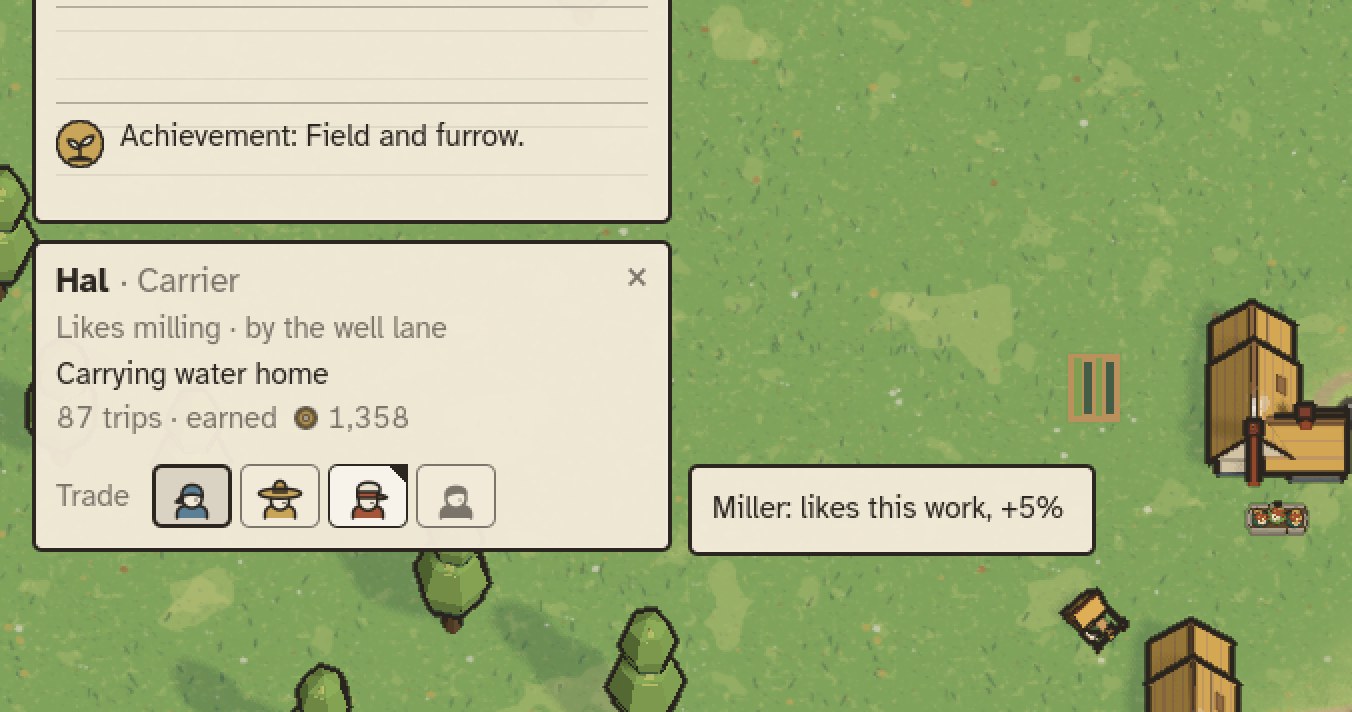 Achievement: Field and furrow.
Hal · Carrier
Likes milling · by the well lane
Carrying water home
87 trips · earned 1,358
Trade
Miller: likes this work, +5%